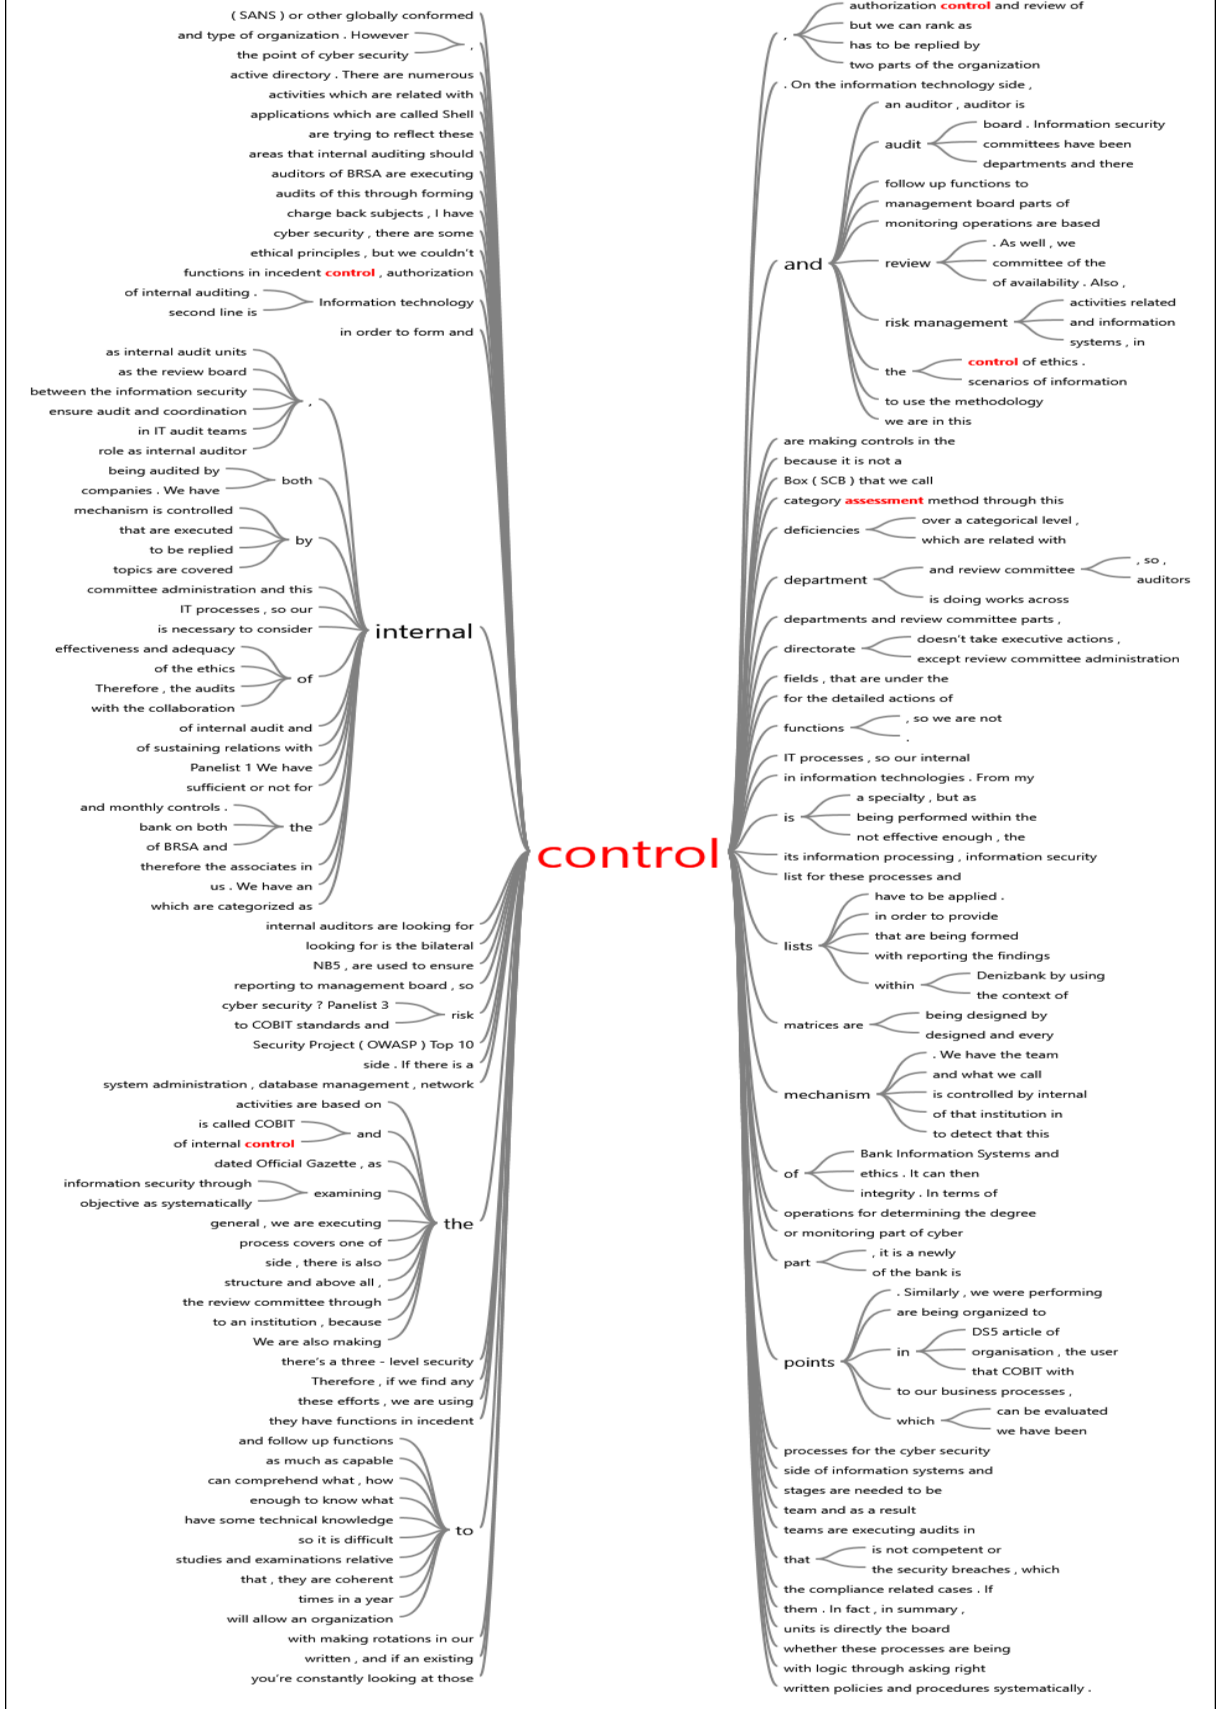 ( SANS ) or other globally conformed
and type of organization . However
the point of cyber security
,
active directory . There are numerous
activities which are related with
applications which are called Shell
are trying to reflect these
areas that internal auditing should
auditors of BRSA are executing
audits of this through forming
charge back subjects , I have
cyber security , there are some
ethical principles , but we couldn't
functions in incedent control , authorization
of internal auditing .
second line is
Information technology
in order to form and
as internal audit units
as the review board
between the information security
ensure audit and coordination
in IT audit teams
role as internal auditor
,
being audited by
companies . We have
both
mechanism is controlled
that are executed
to be replied
topics are covered
by
committee administration and this
IT processes , so our
is necessary to consider
internal
effectiveness and adequacy
of the ethics
Therefore , the audits
with the collaboration
of
of internal audit and
of sustaining relations with
Panelist 1 We have
sufficient or not for
and monthly controls .
bank on both
of BRSA and
the
therefore the associates in
us . We have an
which are categorized as
internal auditors are looking for
looking for is the bilateral
NB5 , are used to ensure
reporting to management board , so
cyber security ? Panelist 3
to COBIT standards and
risk
Security Project ( OWASP ) Top 10
side . If there is a
system administration , database management , network
activities are based on
is called COBIT
of internal control
and
dated Official Gazette , as
information security through
objective as systematically
examining
general , we are executing
the
process covers one of
side , there is also
structure and above all ,
the review committee through
to an institution , because
We are also making
there's a three - level security
Therefore , if we find any
these efforts , we are using
they have functions in incedent
and follow up functions
as much as capable
can comprehend what , how
enough to know what
have some technical knowledge
so it is difficult
to
studies and examinations relative
that , they are coherent
times in a year
will allow an organization
with making rotations in our
written , and if an existing
you're constantly looking at those
control
,
authorization control and review of
but we can rank as
has to be replied by
two parts of the organization
. On the information technology side ,
and
an auditor , auditor is
audit
board . Information security
committees have been
departments and there
follow up functions to
management board parts of
monitoring operations are based
review
. As well , we
committee of the
of availability . Also ,
risk management
activities related
and information
systems , in
the
control of ethics .
scenarios of information
to use the methodology
we are in this
are making controls in the
because it is not a
Box ( SCB ) that we call
category assessment method through this
deficiencies
over a categorical level ,
which are related with
department
and review committee
, so ,
auditors
is doing works across
departments and review committee parts ,
directorate
doesn't take executive actions ,
except review committee administration
fields , that are under the
for the detailed actions of
functions
, so we are not
.
IT processes , so our internal
in information technologies . From my
is
a specialty , but as
being performed within the
not effective enough , the
its information processing , information security
list for these processes and
lists
have to be applied .
in order to provide
that are being formed
with reporting the findings
within
Denizbank by using
the context of
matrices are
being designed by
designed and every
mechanism
. We have the team
and what we call
is controlled by internal
of that institution in
to detect that this
of
Bank Information Systems and
ethics . It can then
integrity . In terms of
operations for determining the degree
or monitoring part of cyber
part
, it is a newly
of the bank is
points
. Similarly , we were performing
are being organized to
in
DS5 article of
organisation , the user
that COBIT with
to our business processes ,
which
can be evaluated
we have been
processes for the cyber security
side of information systems and
stages are needed to be
team and as a result
teams are executing audits in
that
is not competent or
the security breaches , which
the compliance related cases . If
them . In fact , in summary ,
units is directly the board
whether these processes are being
with logic through asking right
written policies and procedures systematically .